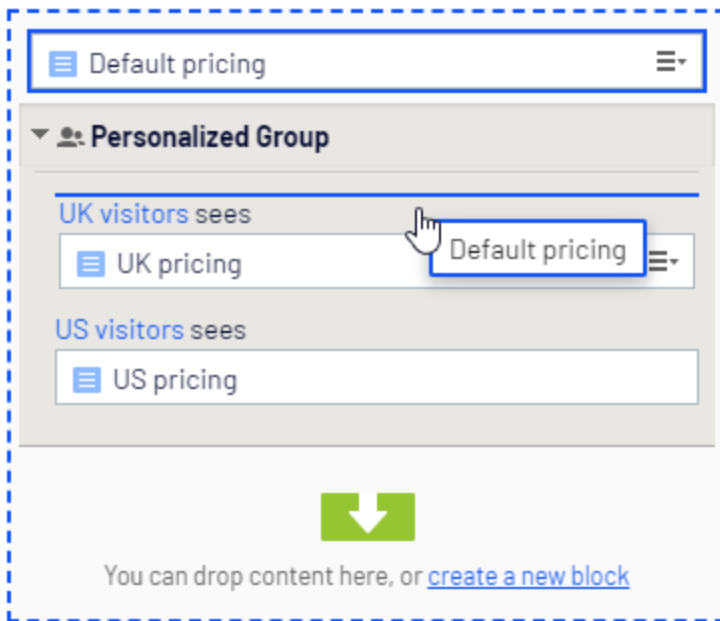 Default pricing
Personalized Group
UK visitors sees
UK pricing
Default pricing
US visitors sees
US pricing
You can drop content here, or create a new block